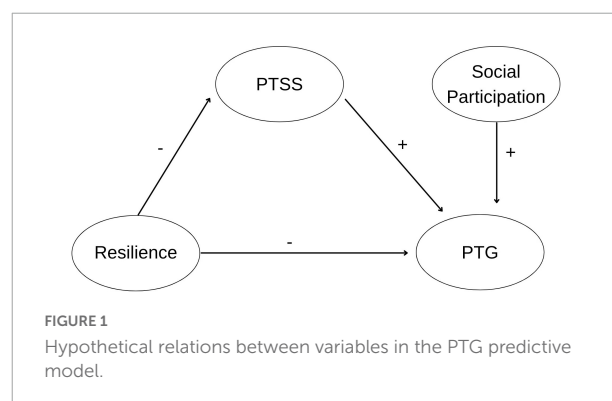 PTSS
Social
Participation
-
+
+
Resilience
-
PTG
FIGURE 1
Hypothetical relations between variables in the PTG predictive
model.